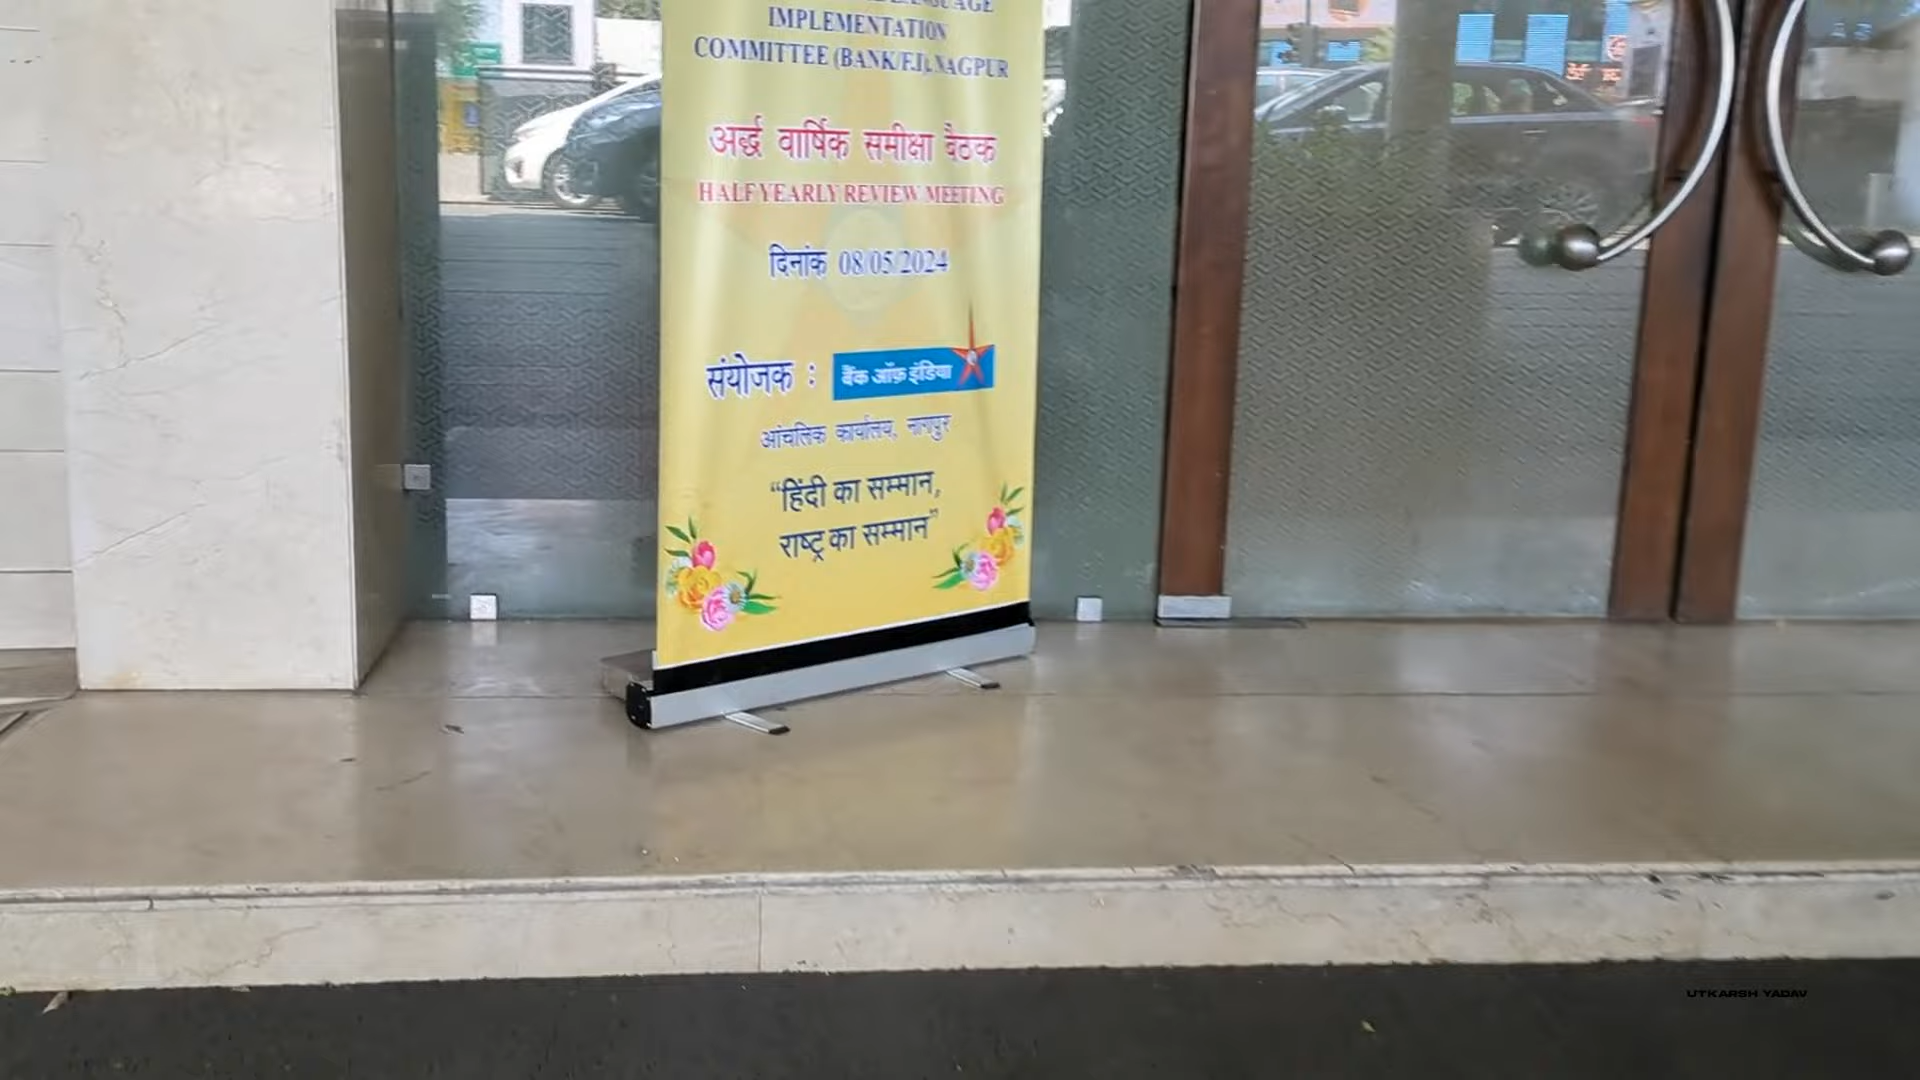 LANGUAGE
IMPLEMENTATION
COMMITTEE (BANK/F.I), NAGPUR
अर्द्ध वार्षिक समीक्षा बैठक
HALF YEARLY REVIEW MEETING
दिनांक 08/05/2024
संयोजक : बैंक ऑफ़ इंडिया
आंचलिक कार्यालय, नागपुर
“हिंदी का सम्मान,
राष्ट्र का सम्मान”
UTKARSH YADAV